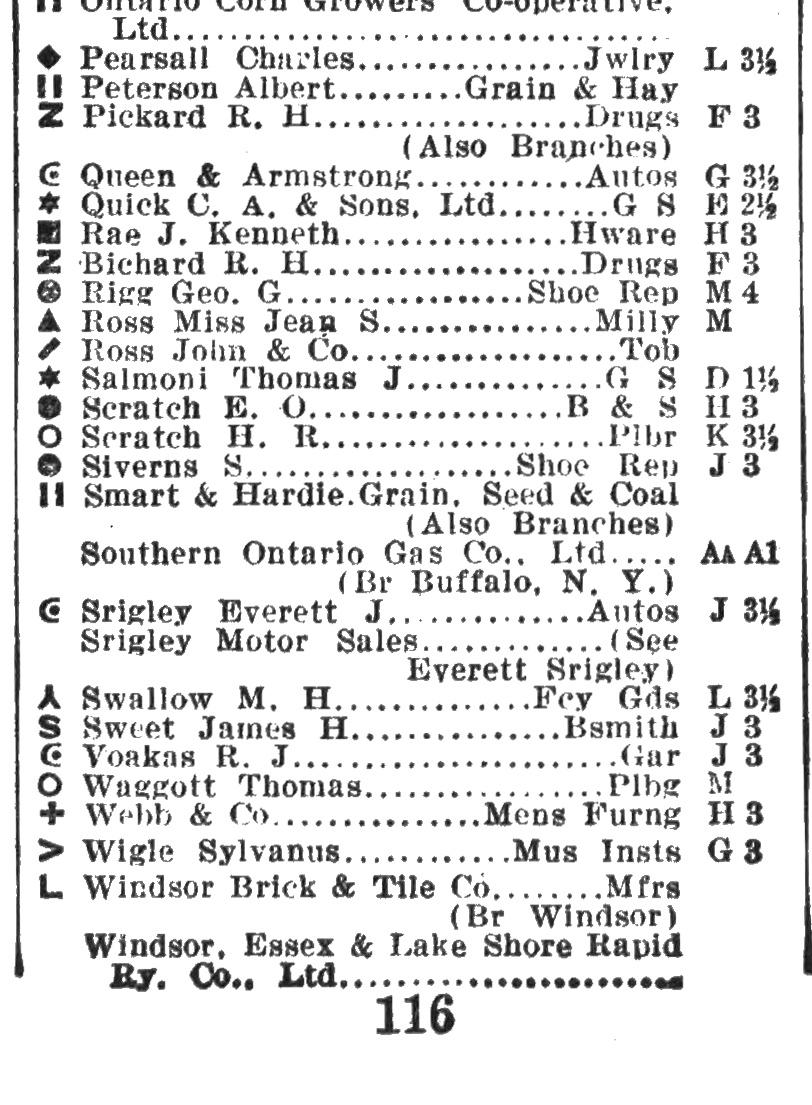 Ontario Corn Growers' Co-operative,
Ltd....................................
Pearsall Charles................Jwlry L 3½
Peterson Albert.........Grain & Hay
Pickard R. H...................Drugs F 3
(Also Branches)
Queen & Armstrong............Autos G 3½
Quick C. A. & Sons, Ltd.........G S E 2½
Rae J. Kenneth................Hware H 3
Bichard R. H...................Drugs F 3
Rigg Geo. G.................Shoe Rep M 4
Ross Miss Jean S...............Milly M
Ross John & Co...................Tob
Salmoni Thomas J..............G S D 1½
Scratch E. O..................B & S H 3
Scratch H. R....................Plbr K 3½
Siverns S...................Shoe Rep J 3
Smart & Hardie.Grain, Seed & Coal
(Also Branches)
Southern Ontario Gas Co., Ltd..... AA A1
(Br Buffalo, N. Y.)
Srigley Everett J..............Autos J 3½
Srigley Motor Sales.............(See
Everett Srigley)
Swallow M. H..............Fcy Gds L 3½
S Sweet James H...............Bsmith J 3
Voakas R. J.......................Gar J 3
Waggott Thomas.................Plbg M
Webb & Co...............Mens Furng H 3
> Wigle Sylvanus............Mus Insts G 3
L Windsor Brick & Tile Co........Mfrs
(Br Windsor)
Windsor, Essex & Lake Shore Rapid
Ry. Co., Ltd........................
116